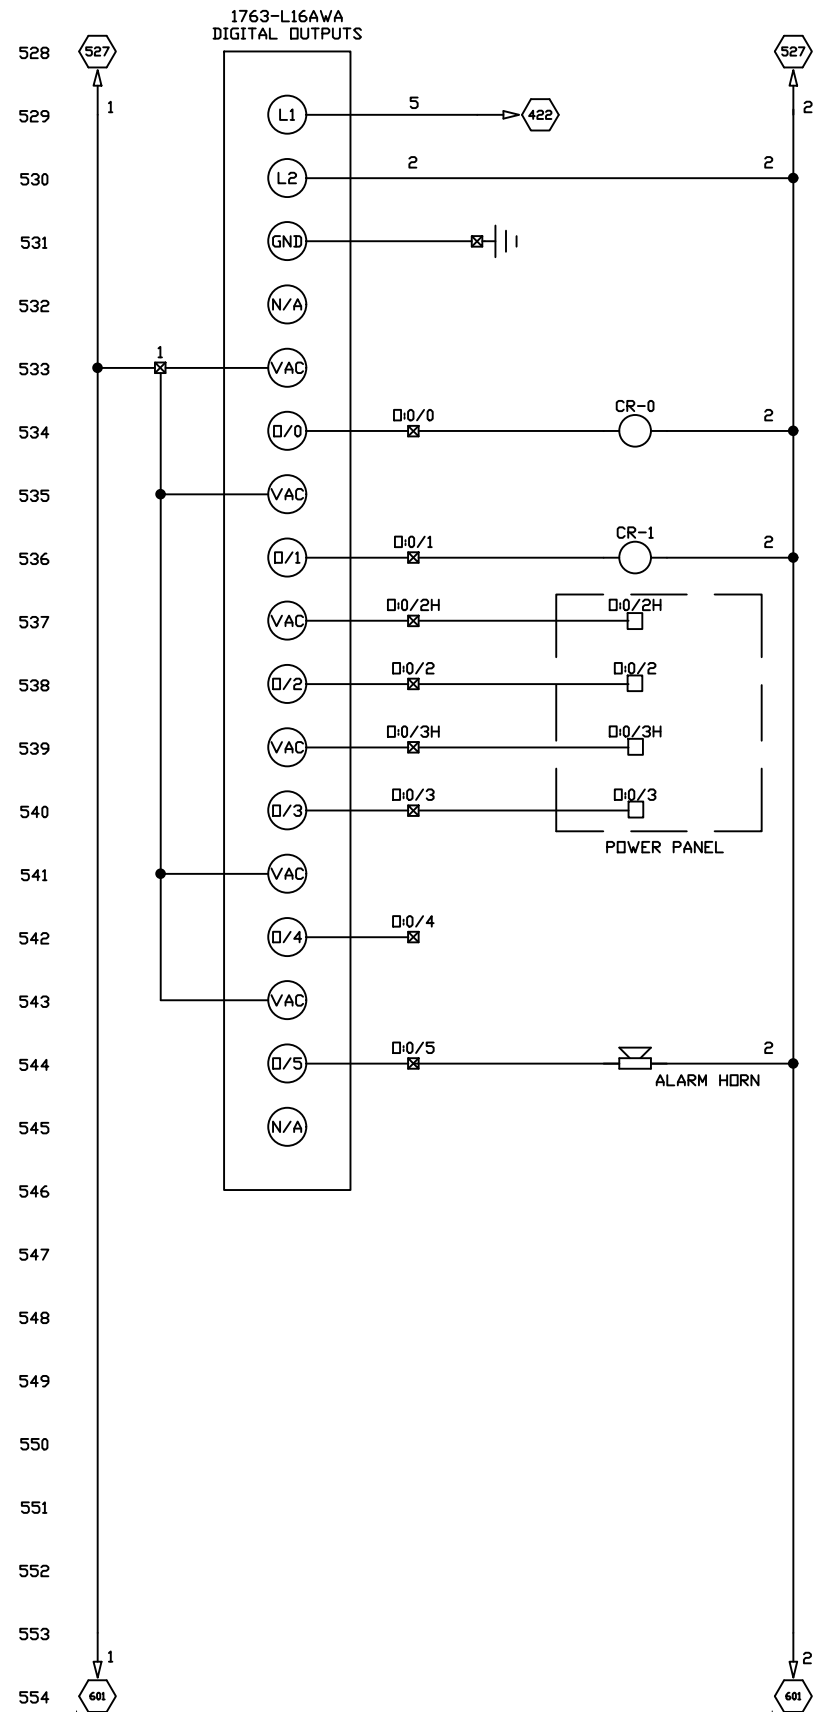 1763-L16AWA
DIGITAL OUTPUTS
528 527 527
1 2
529 L1 5 422
530 L2 2 2
531 GND
532 N/A
1
533 VAC
534 O/0 O:0/0 CR-0 2
535 VAC
536 O/1 O:0/1 CR-1 2
537 VAC O:0/2H O:0/2H
538 O/2 O:0/2 O:0/2
539 VAC O:0/3H O:0/3H
540 O/3 O:0/3 O:0/3
POWER PANEL
541 VAC
542 O/4 O:0/4
543 VAC
544 O/5 O:0/5 2
ALARM HORN
545 N/A
546
547
548
549
550
551
552
553
1 2
554 601 601